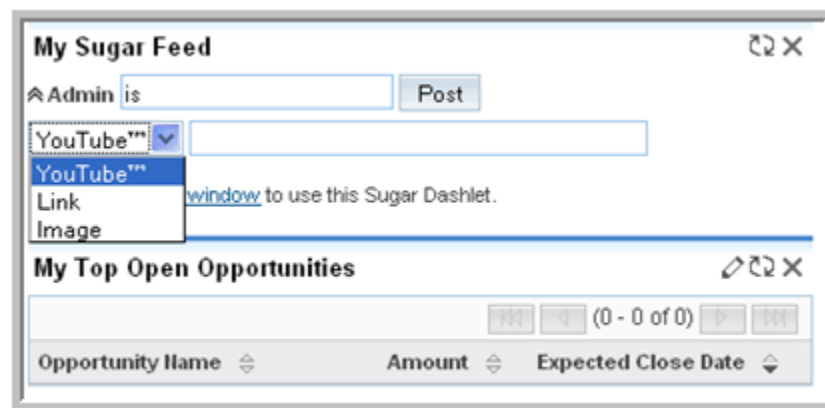 My Sugar Feed
Admin is Post
YouTube™
YouTube™
Link
window to use this Sugar Dashlet.
Image
My Top Open Opportunities
(0 - 0 of 0)
Opportunity Name Amount Expected Close Date